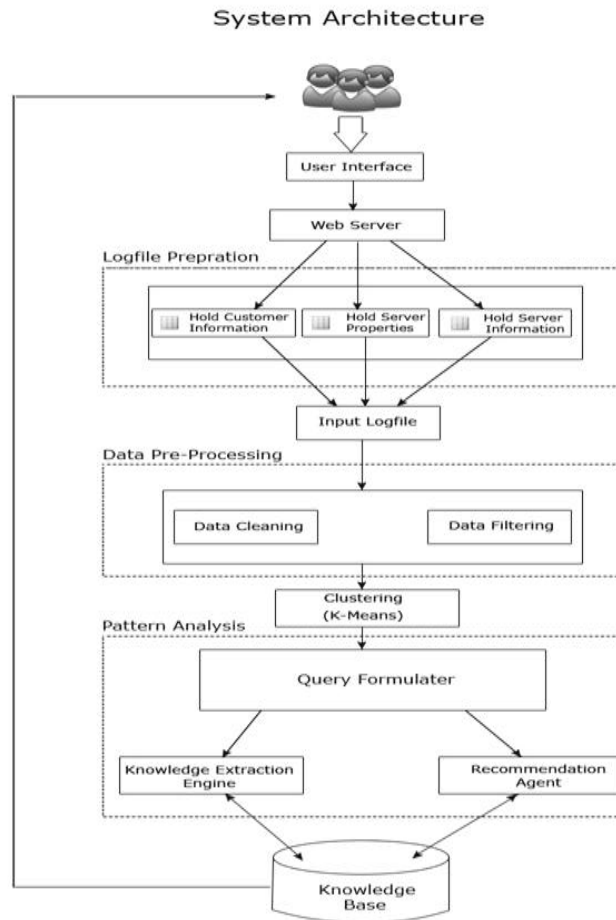 System Architecture
User Interface
Web Server
Logfile Prepration
Hold Customer
Information
Hold Server
Properties
Hold Server
Information
Input Logfile
Data Pre-Processing
Data Cleaning
Data Filtering
Clustering
(K-Means)
Pattern Analysis
Query Formulater
Knowledge Extraction
Engine
Recommendation
Agent
Knowledge
Base